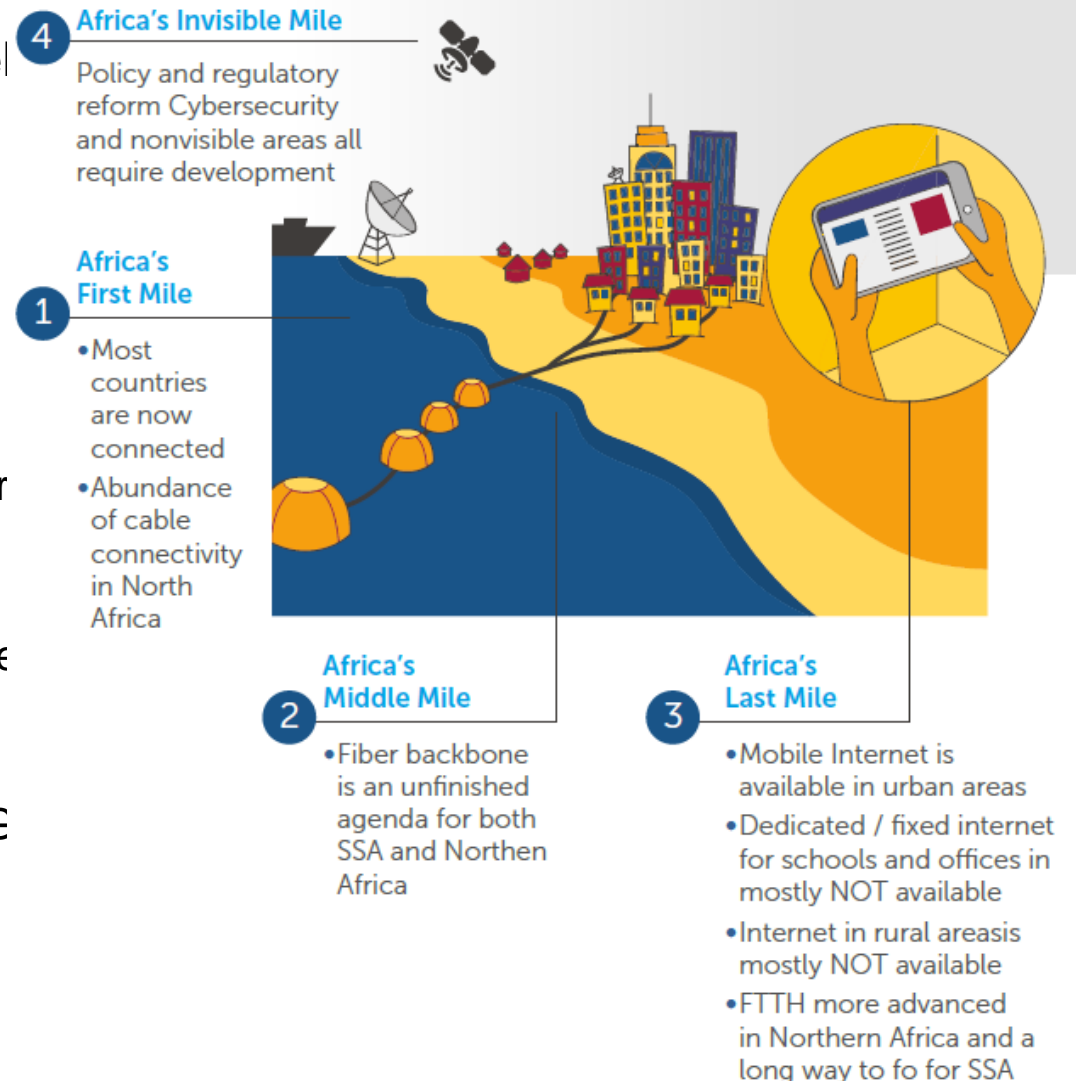 4
Africa's Invisible Mile
Policy and regulatory
reform Cybersecurity
and nonvisible areas all
require development
Africa's
First Mile
1
•Most
countries
are now
connected
•Abundance
of cable
connectivity
in North
Africa
Africa's
Middle Mile
2
•Fiber backbone
is an unfinished
agenda for both
SSA and Northen
Africa
Africa's
Last Mile
3
•Mobile Internet is
available in urban areas
•Dedicated / fixed internet
for schools and offices in
mostly NOT available
•Internet in rural areasis
mostly NOT available
•FTTH more advanced
in Northern Africa and a
long way to fo for SSA